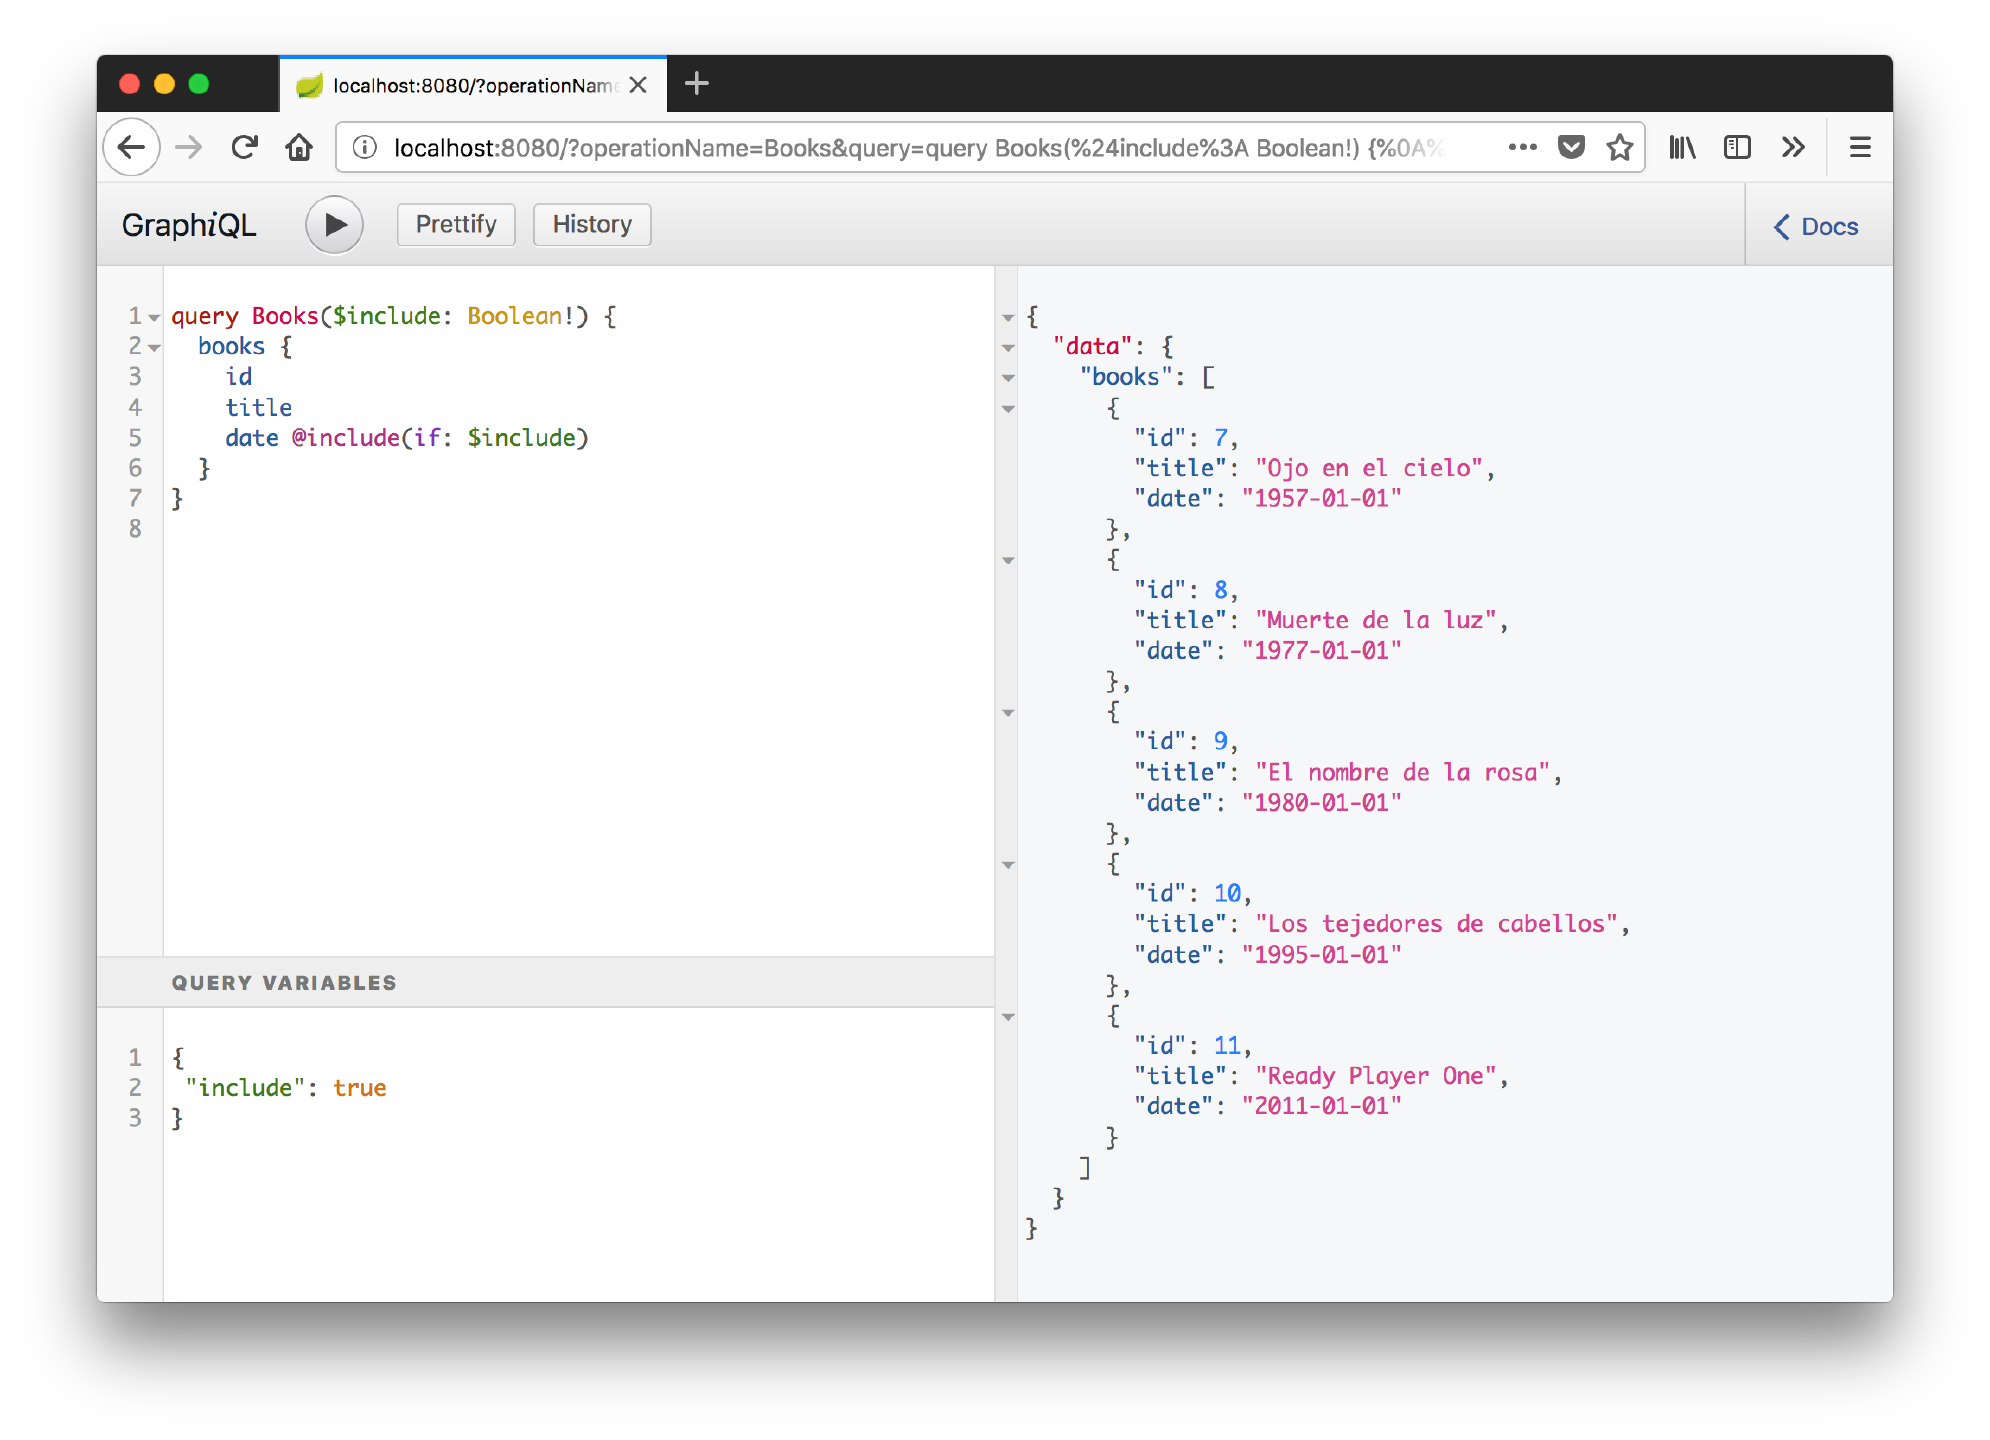 localhost:8080/?operationNam
localhost:8080/?operationName=Books&query=query Books(%24include%3A Boolean!) {%0A%
GraphiQL Prettify History Docs
1 query Books($include: Boolean!) {
2 books {
3 id
4 title
5 date @include(if: $include)
6 }
7 }
8
QUERY VARIABLES
1 {
2 "include": true
3 }
{
"data": {
"books": [
{
"id": 7,
"title": "Ojo en el cielo",
"date": "1957-01-01"
},
{
"id": 8,
"title": "Muerte de la luz",
"date": "1977-01-01"
},
{
"id": 9,
"title": "El nombre de la rosa",
"date": "1980-01-01"
},
{
"id": 10,
"title": "Los tejedores de cabellos",
"date": "1995-01-01"
},
{
"id": 11,
"title": "Ready Player One",
"date": "2011-01-01"
}
]
}
}